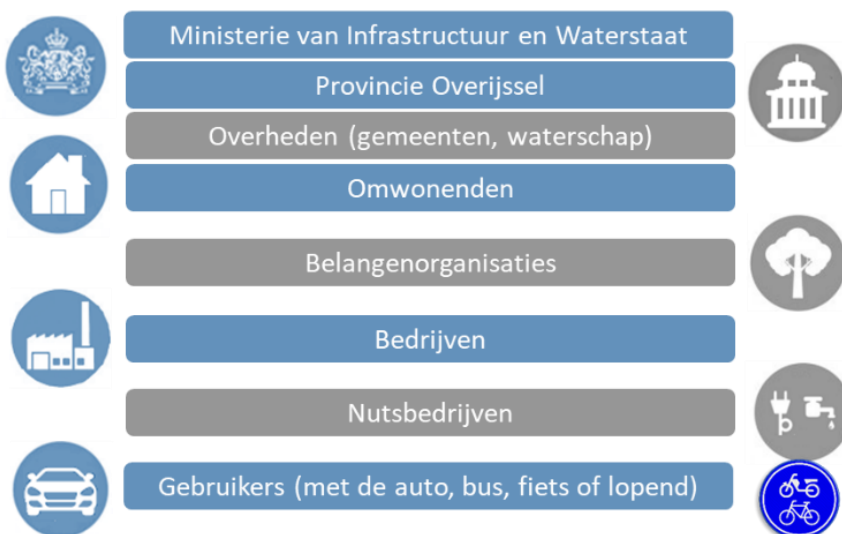 Ministerie van Infrastructuur en Waterstaat
Provincie Overijssel
Overheden (gemeenten, waterschap)
Omwonenden
Belangenorganisaties
Bedrijven
Nutsbedrijven
Gebruikers (met de auto, bus, fiets of lopend)